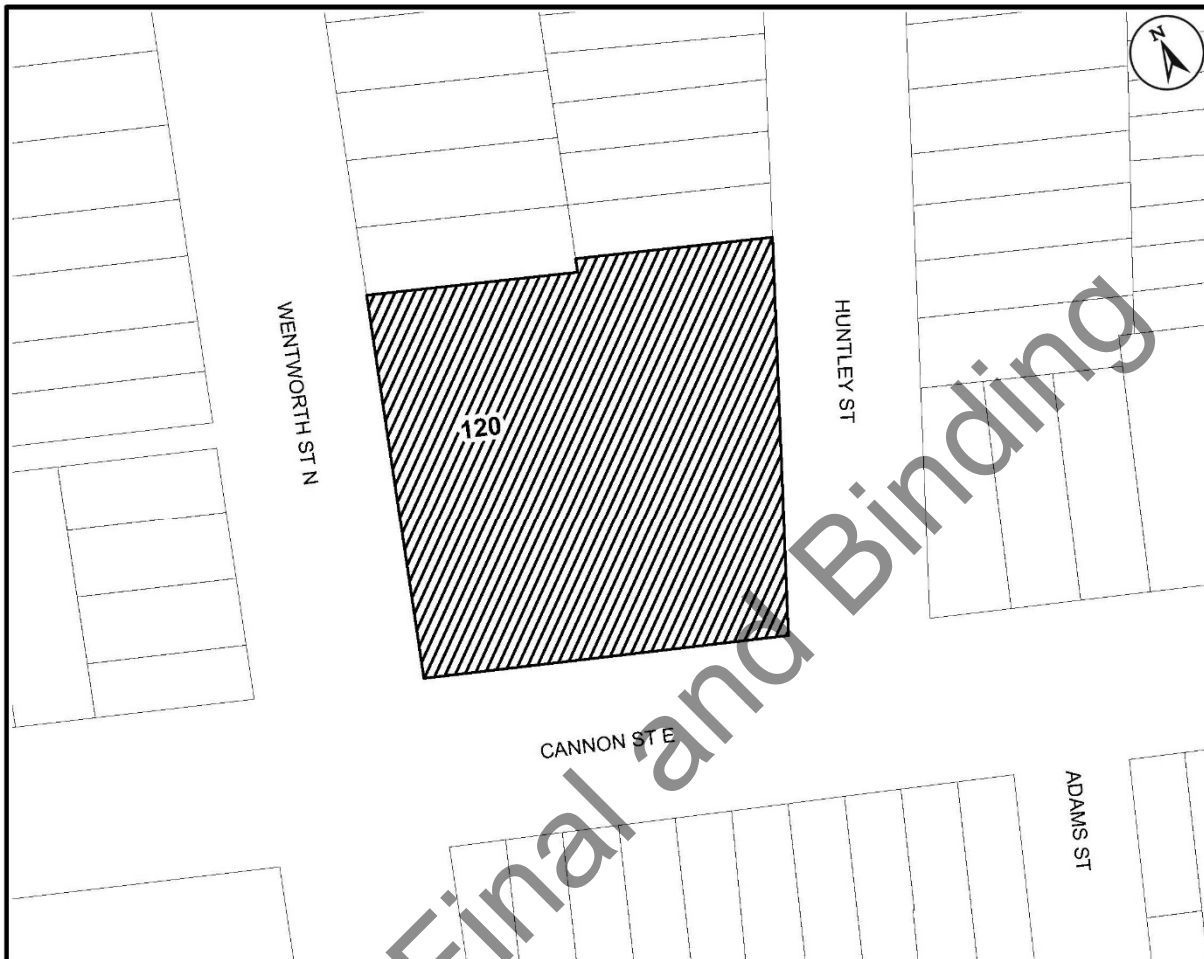 N
WENTWORTH ST N
HUNTLEY ST
120
CANNON ST E
ADAMS ST
Final and Binding